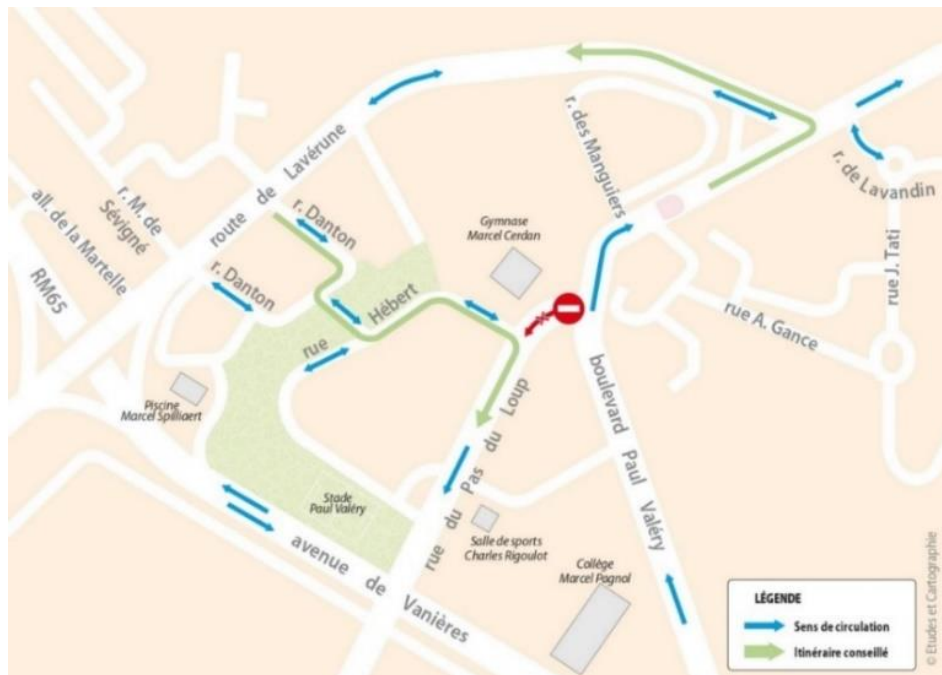 route de Lavérune
r. des Manguiers
r. de Lavandin
r. M. de
Sévigné
all. de la Martelle
r. Danton
Gymnase
Marcel Cerdan
RM65
r. Danton
rue J. Tati
rue Hébert
rue A. Gance
Piscine
Marcel Spilliaert
rue du Pas du Loup
boulevard Paul Valéry
Stade
Paul Valéry
Salle de sports
Charles Rigoulot
avenue de Vanières
Collège
Marcel Pagnol
LÉGENDE
Sens de circulation
Itinéraire conseillé
© Etudes et Cartographie